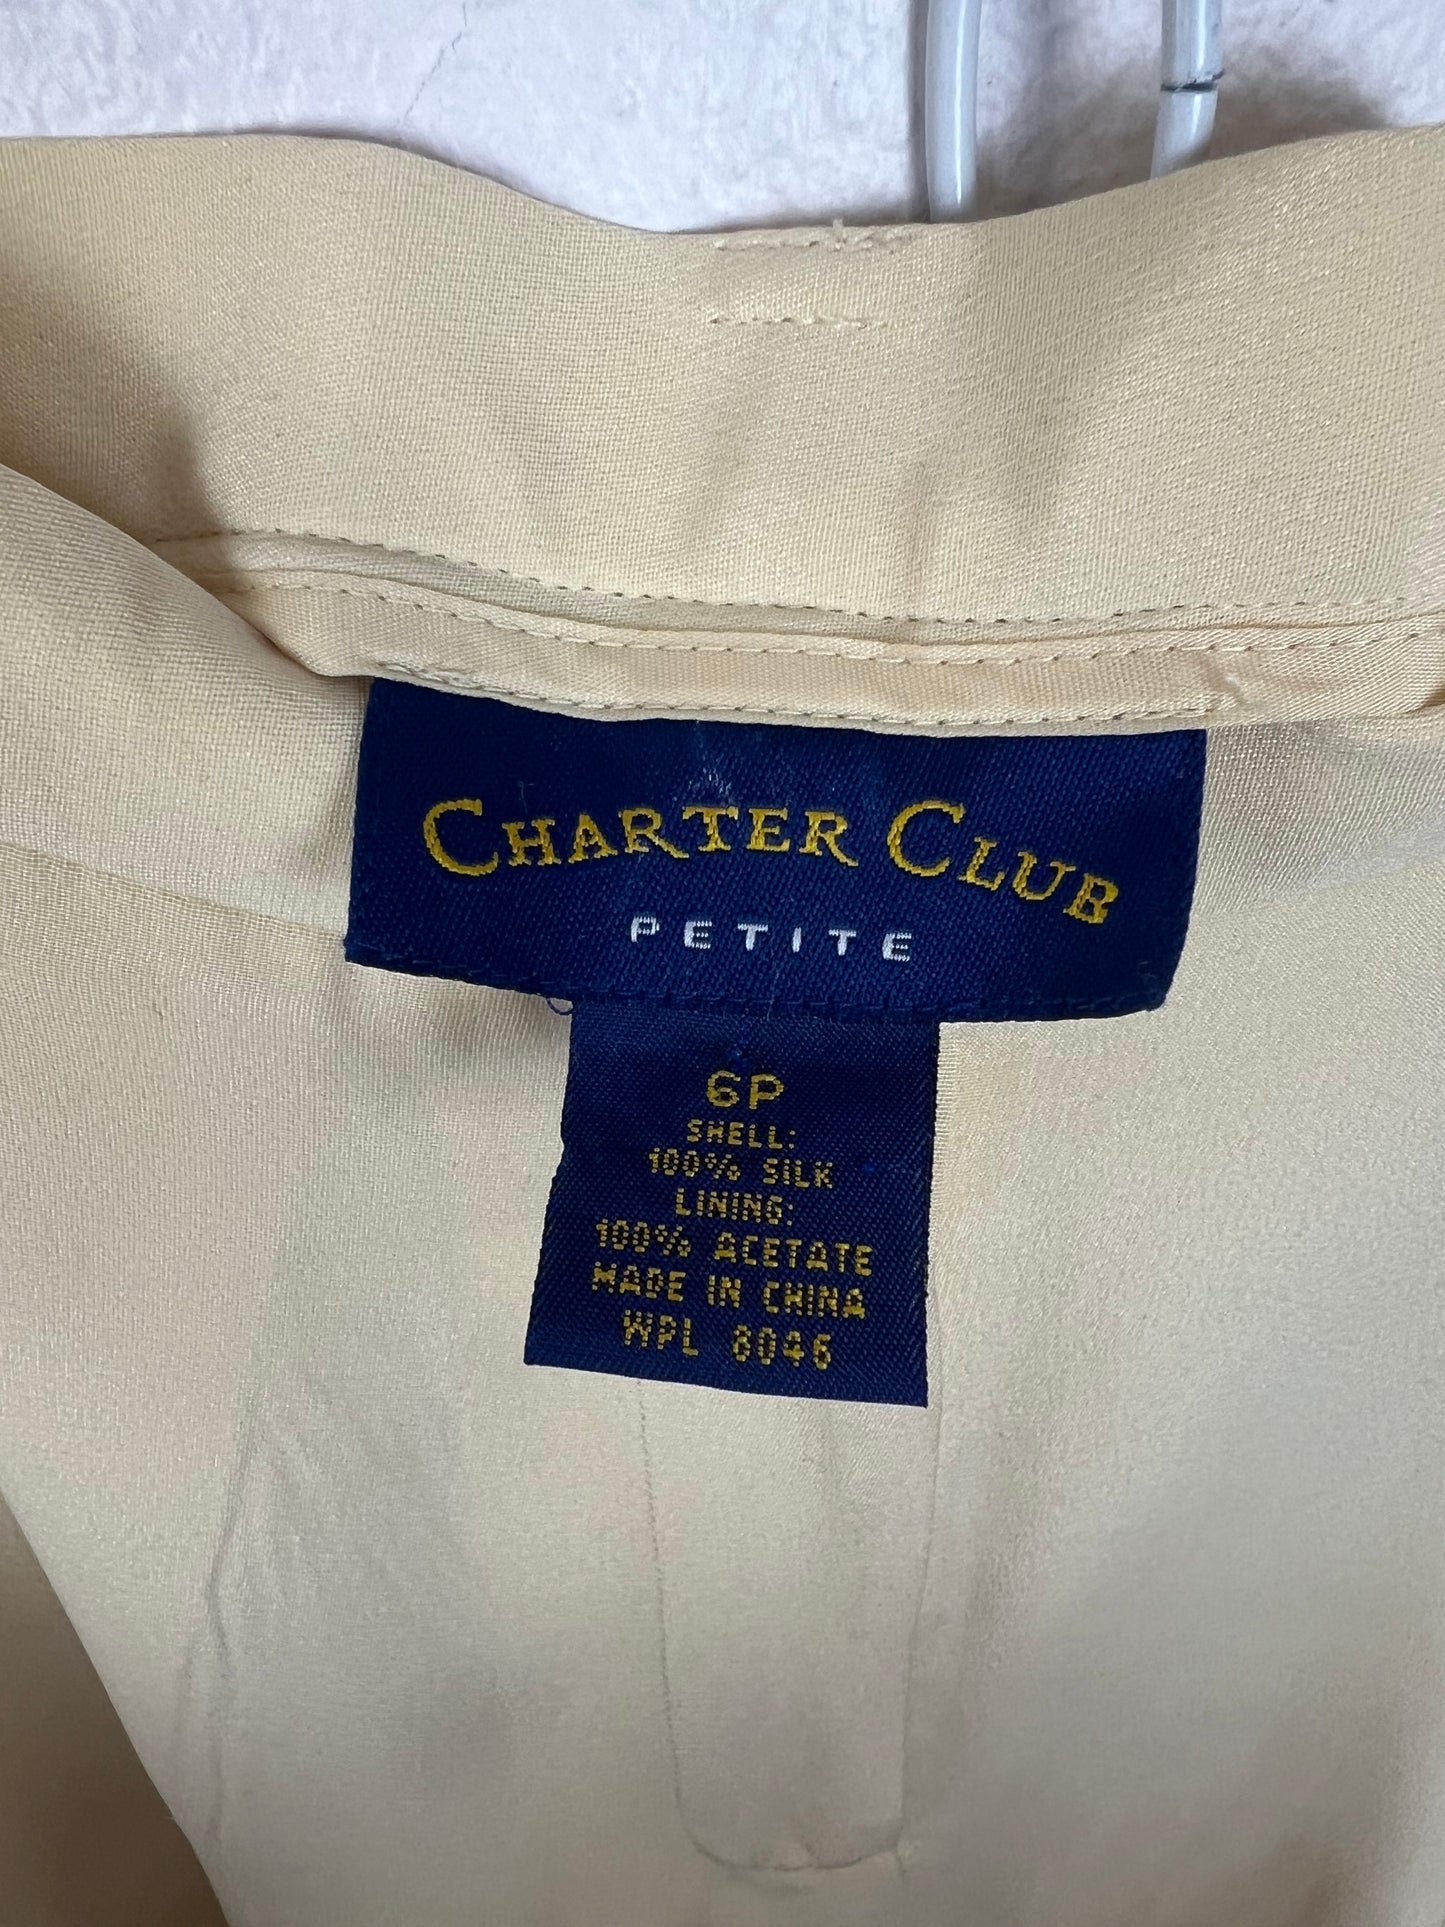 CHARTER CLUB
PETITE
6P
SHELL:
100% SILK
LINING:
100% ACETATE
MADE IN CHINA
WPL 8046